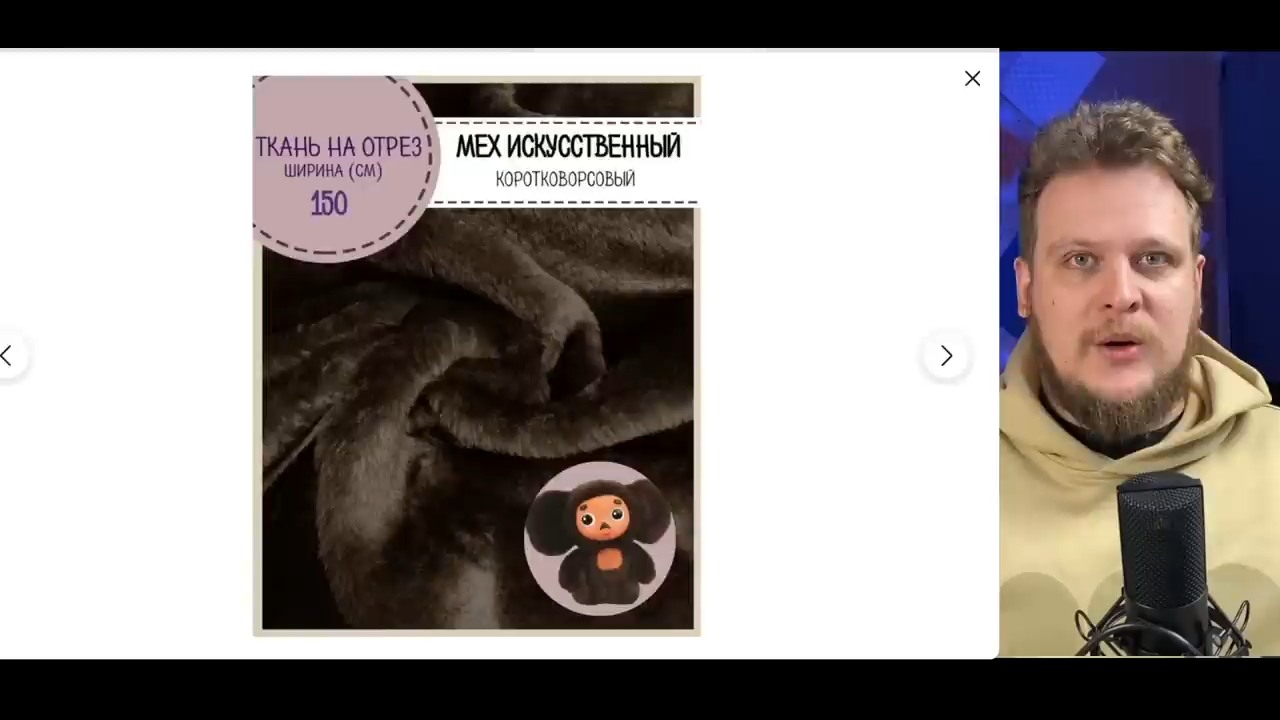 ТКАНЬ НА ОТРЕЗ
ШИРИНА (СМ)
150
МЕХ ИСКУССТВЕННЫЙ
КОРОТКОВОРСОВЫЙ